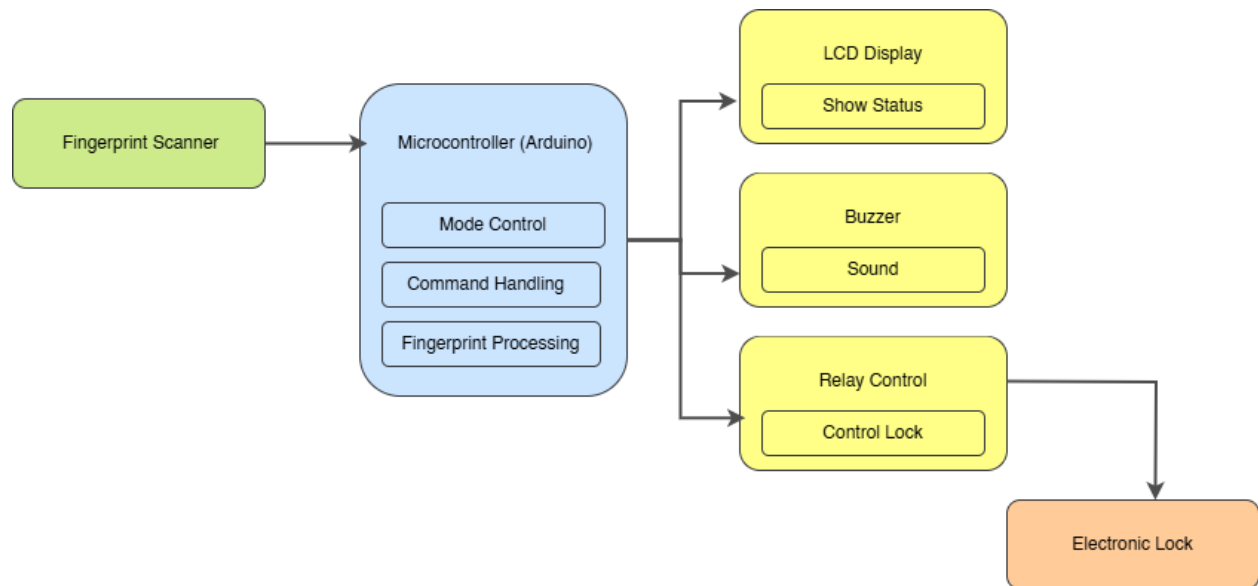 Fingerprint Scanner
Microcontroller (Arduino)
Mode Control
Command Handling
Fingerprint Processing
LCD Display
Show Status
Buzzer
Sound
Relay Control
Control Lock
Electronic Lock